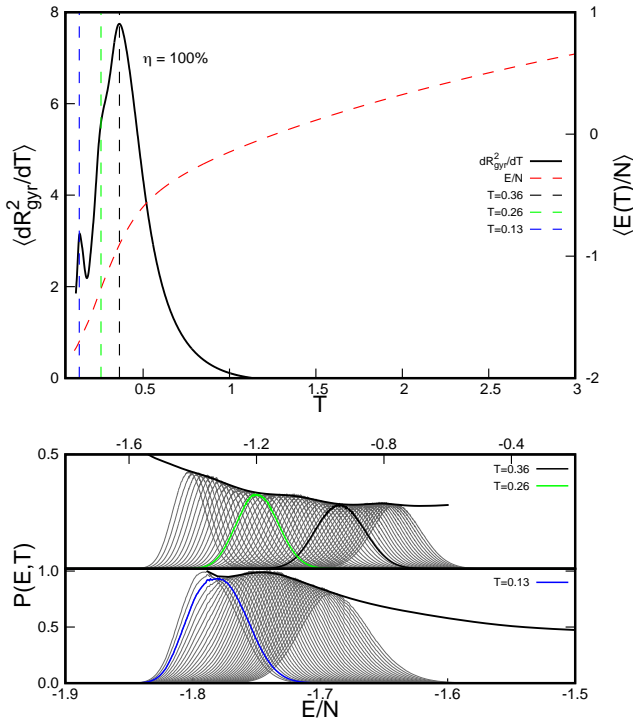 8
6
4
2
0
⟨dR²gyr/dT⟩
η = 100%
1
0
-1
-2
⟨E(T)/N⟩
dR²gyr/dT
E/N
T=0.36
T=0.26
T=0.13
0.5 1 1.5 2 2.5 3
T
-1.6 -1.2 -0.8 -0.4
0.5
T=0.36
T=0.26
1.0
0.5
0.0
P(E,T)
T=0.13
-1.9 -1.8 -1.7 -1.6 -1.5
E/N